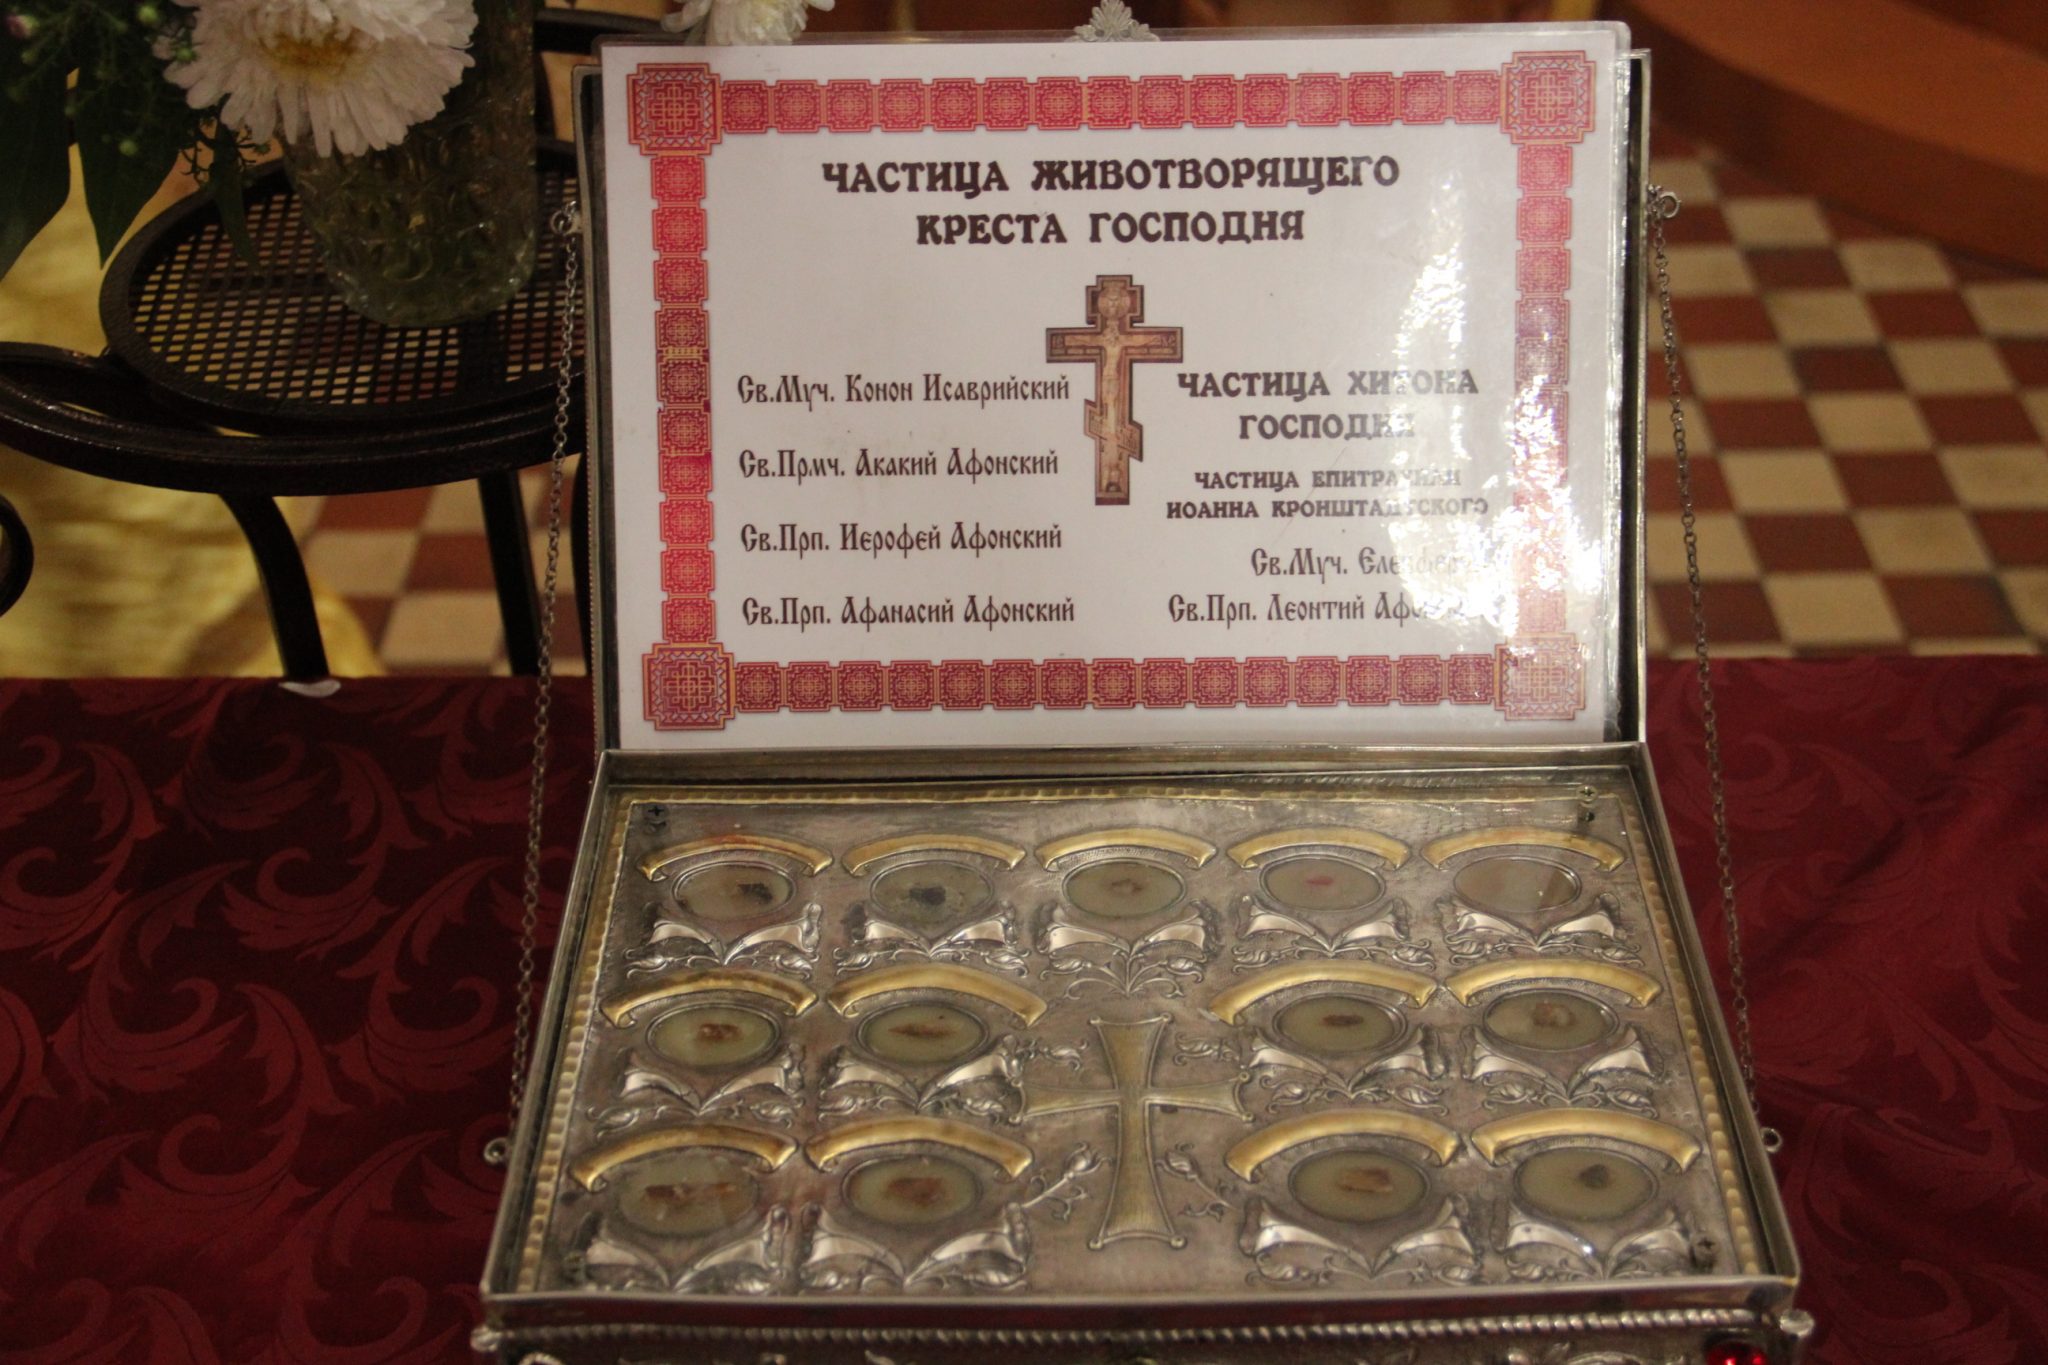 ЧАСТИЦА ЖИВОТВОРЯЩЕГО
КРЕСТА ГОСПОДНЯ
Св.Муч. Конон Исаврийский
Св.Прмч. Акакий Афонский
Св.Прп. Иєрофєй Афонский
Св.Прп. Афанасий Афонский
ЧАСТИЦА ХИТОНА
ГОСПОДНЯ
ЧАСТИЦА ЕПИТРАХИЛИ
ИОАННА КРОНШТАДТСКОГО
Св.Муч.
Св.Прп. Леонтий